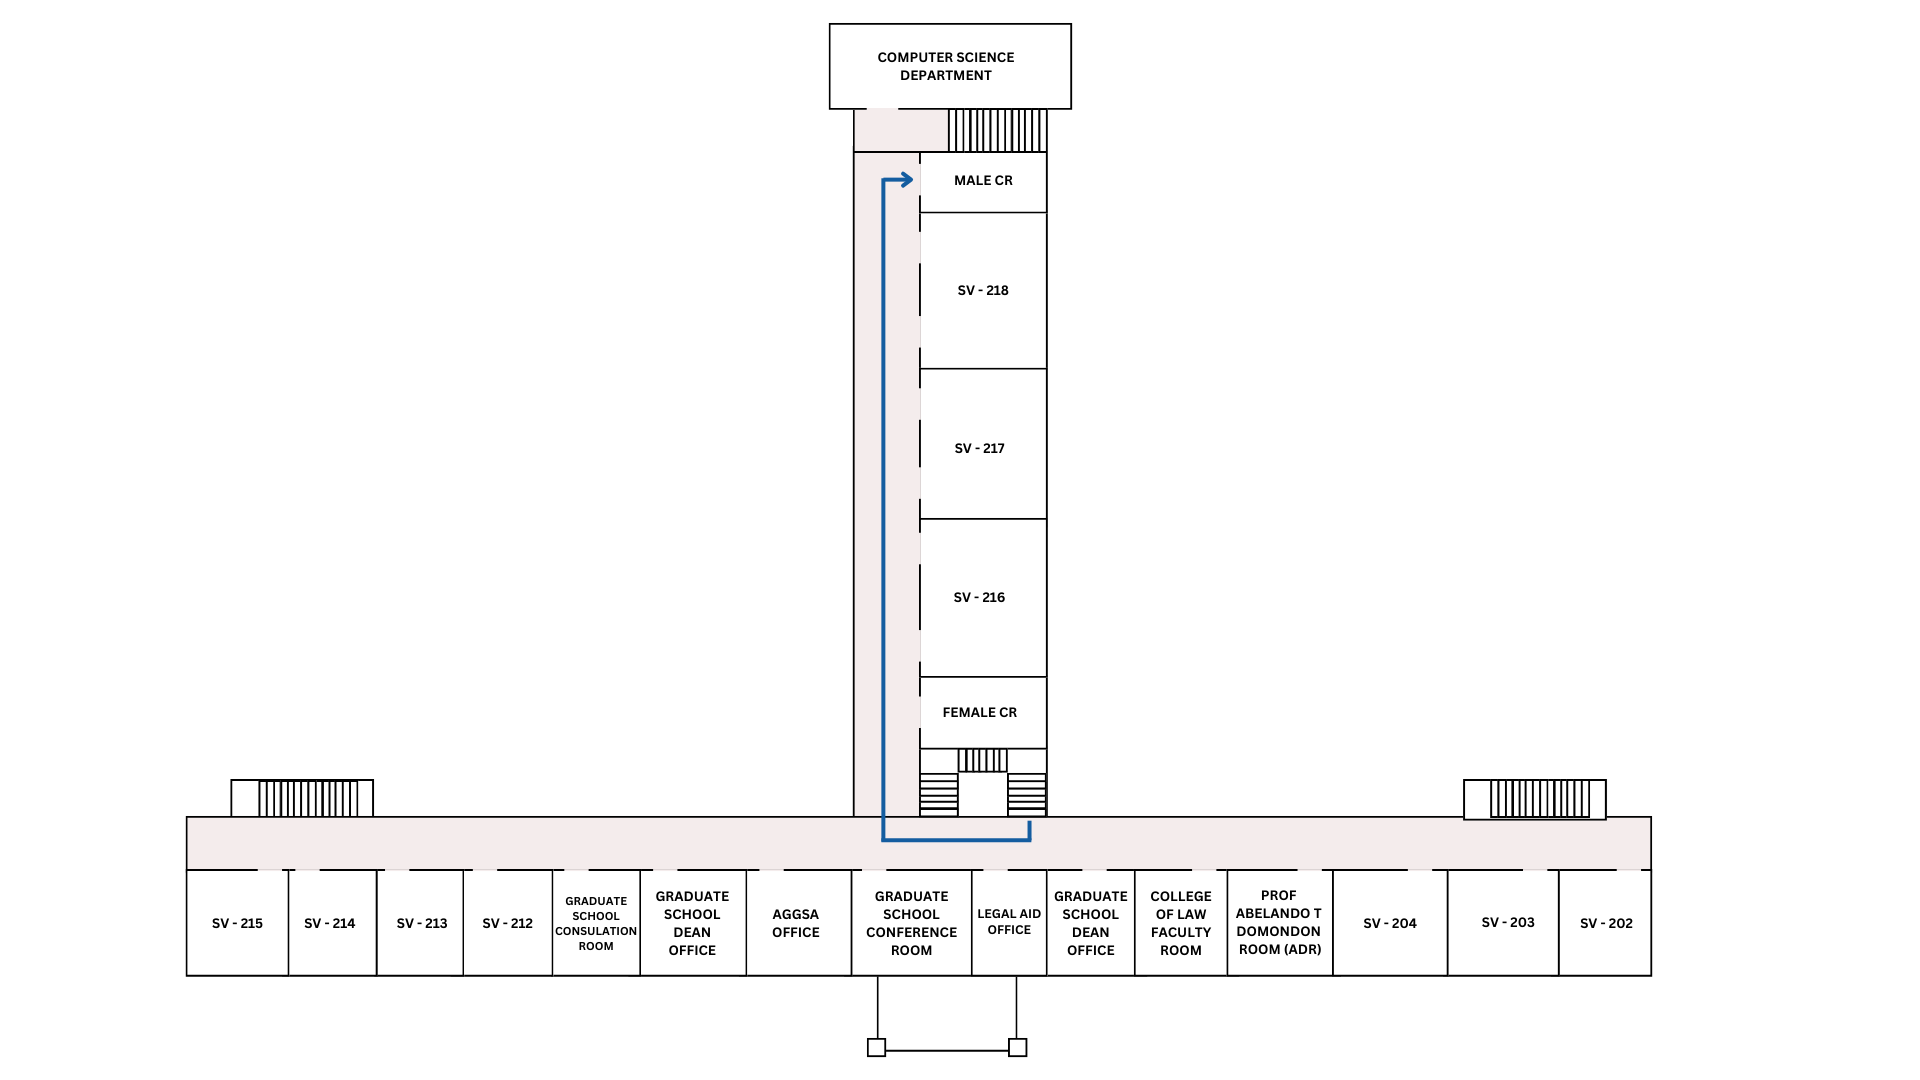 COMPUTER SCIENCE
DEPARTMENT
MALE CR
SV - 218
SV - 217
SV - 216
FEMALE CR
SV - 215
SV - 214
SV - 213
SV - 212
GRADUATE
SCHOOL
CONSULATION
ROOM
GRADUATE
SCHOOL
DEAN
OFFICE
AGGSA
OFFICE
GRADUATE
SCHOOL
CONFERENCE
ROOM
LEGAL AID
OFFICE
GRADUATE
SCHOOL
DEAN
OFFICE
COLLEGE
OF LAW
FACULTY
ROOM
PROF
ABELANDO T
DOMONDON
ROOM (ADR)
SV - 204
SV - 203
SV - 202